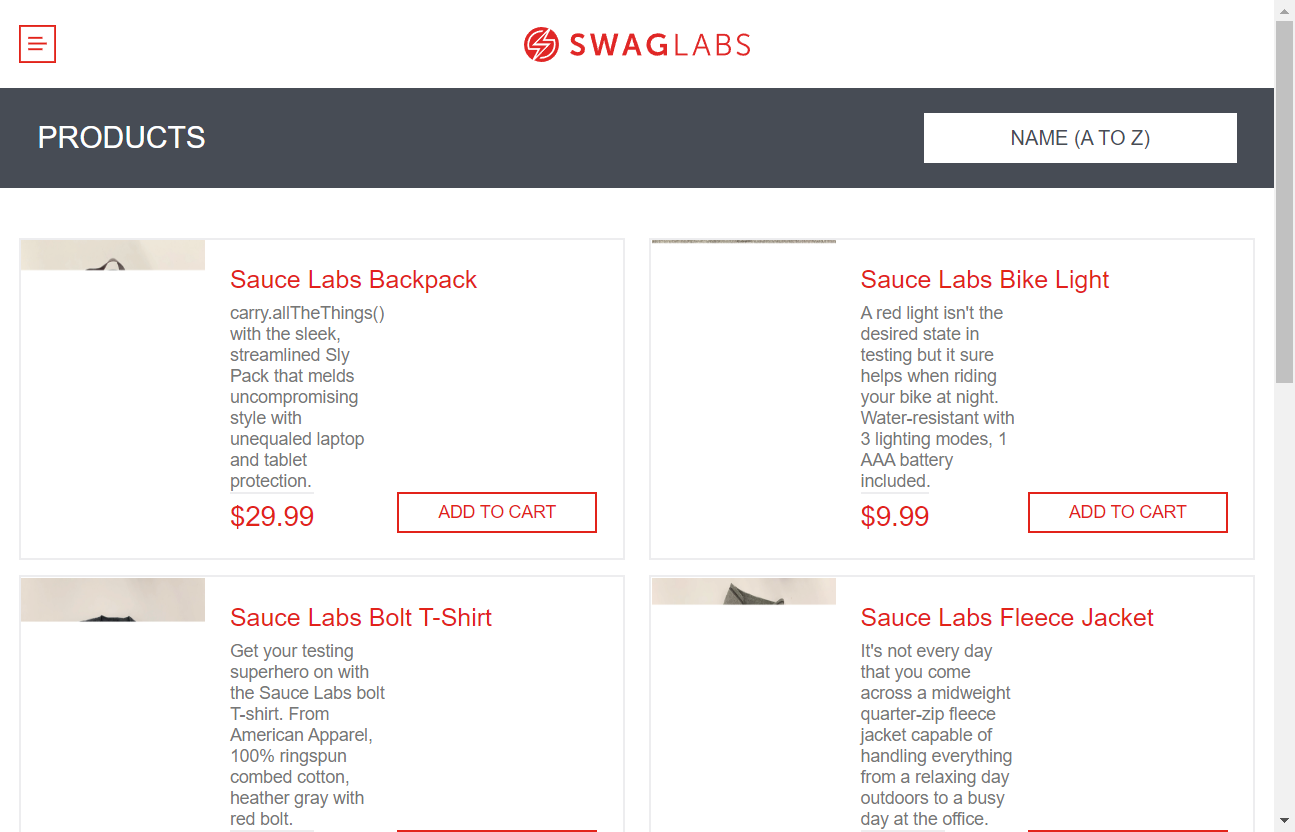 SWAGLABS
PRODUCTS
NAME (A TO Z)
Sauce Labs Backpack
carry.allTheThings()
with the sleek,
streamlined Sly
Pack that melds
uncompromising
style with
unequaled laptop
and tablet
protection.
$29.99
ADD TO CART
Sauce Labs Bike Light
A red light isn't the
desired state in
testing but it sure
helps when riding
your bike at night.
Water-resistant with
3 lighting modes, 1
AAA battery
included.
$9.99
ADD TO CART
Sauce Labs Bolt T-Shirt
Get your testing
superhero on with
the Sauce Labs bolt
T-shirt. From
American Apparel,
100% ringspun
combed cotton,
heather gray with
red bolt.
Sauce Labs Fleece Jacket
It's not every day
that you come
across a midweight
quarter-zip fleece
jacket capable of
handling everything
from a relaxing day
outdoors to a busy
day at the office.